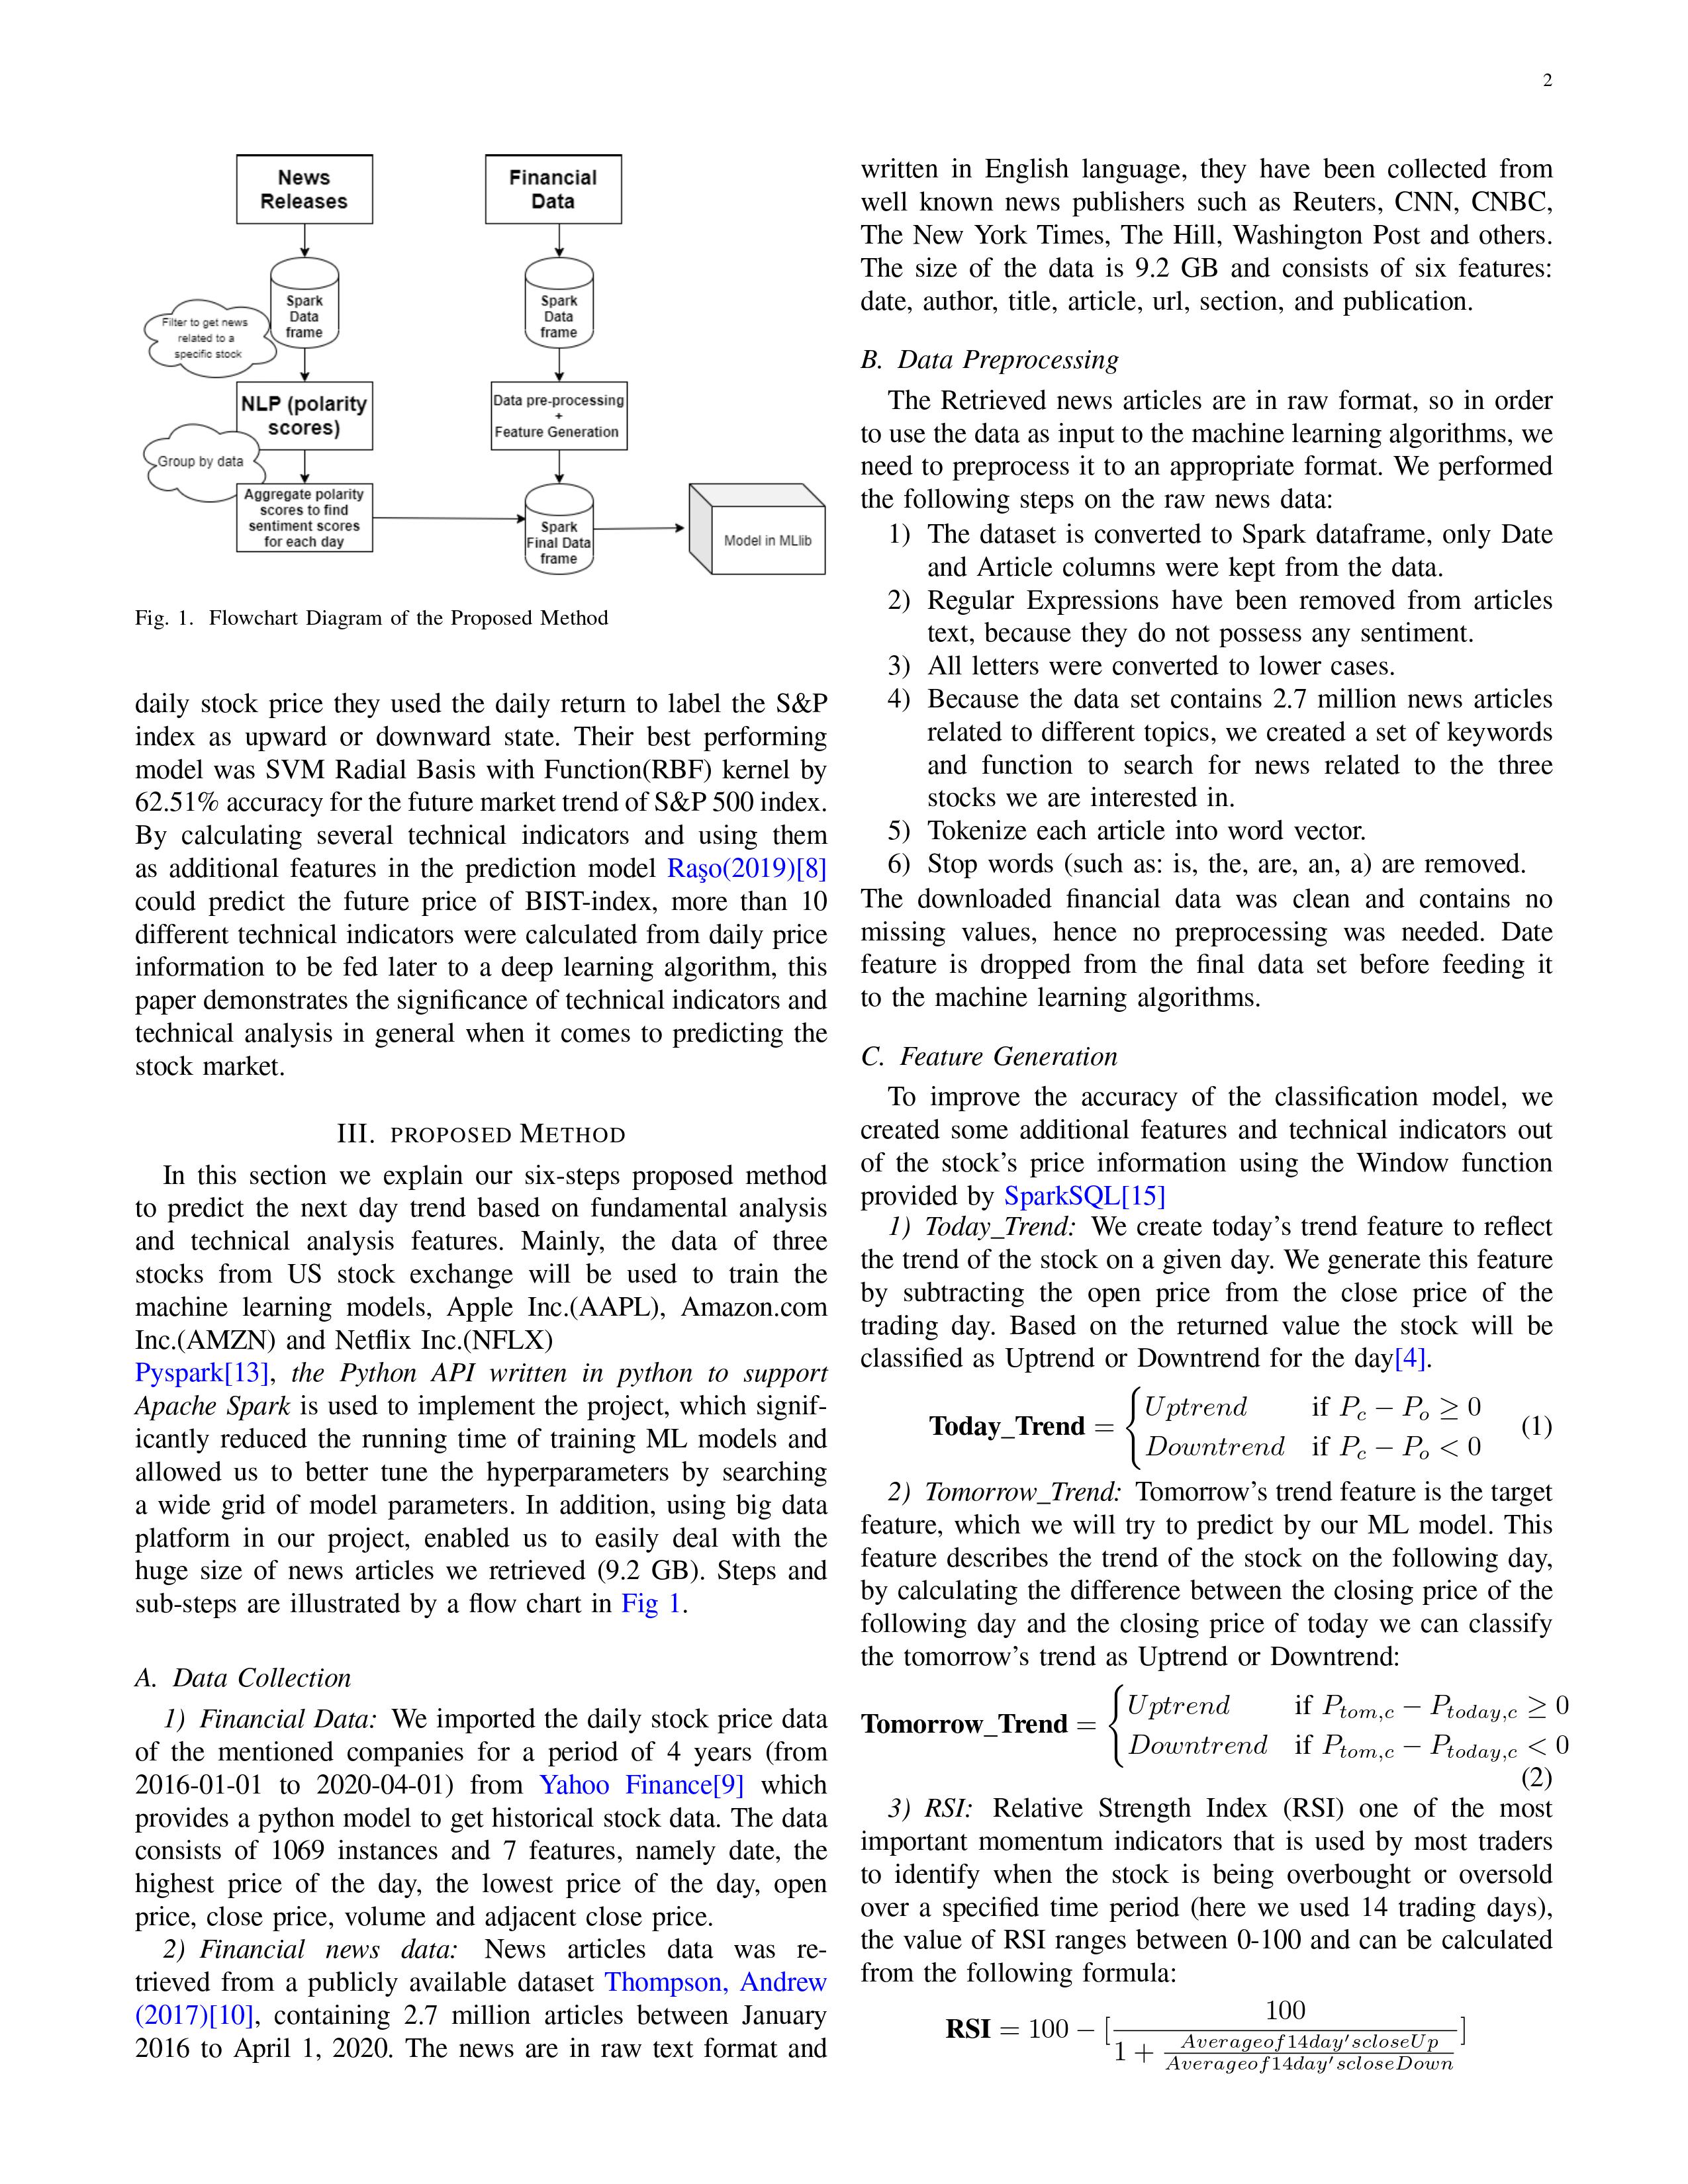 2
News
Releases
Financial
Data
Spark
Data
frame
Spark
Data
frame
Filter to get news
related to a
specific stock
NLP (polarity
scores)
Data pre-processing
+
Feature Generation
Group by data
Aggregate polarity
scores to find
sentiment scores
for each day
Spark
Final Data
frame
Model in MLlib
Fig. 1. Flowchart Diagram of the Proposed Method
daily stock price they used the daily return to label the S&P
index as upward or downward state. Their best performing
model was SVM Radial Basis with Function(RBF) kernel by
62.51% accuracy for the future market trend of S&P 500 index.
By calculating several technical indicators and using them
as additional features in the prediction model Raşo(2019)[8]
could predict the future price of BIST-index, more than 10
different technical indicators were calculated from daily price
information to be fed later to a deep learning algorithm, this
paper demonstrates the significance of technical indicators and
technical analysis in general when it comes to predicting the
stock market.
III. PROPOSED METHOD
In this section we explain our six-steps proposed method
to predict the next day trend based on fundamental analysis
and technical analysis features. Mainly, the data of three
stocks from US stock exchange will be used to train the
machine learning models, Apple Inc.(AAPL), Amazon.com
Inc.(AMZN) and Netflix Inc.(NFLX)
Pyspark[13], the Python API written in python to support
Apache Spark is used to implement the project, which signif-
icantly reduced the running time of training ML models and
allowed us to better tune the hyperparameters by searching
a wide grid of model parameters. In addition, using big data
platform in our project, enabled us to easily deal with the
huge size of news articles we retrieved (9.2 GB). Steps and
sub-steps are illustrated by a flow chart in Fig 1.
A. Data Collection
1) Financial Data: We imported the daily stock price data
of the mentioned companies for a period of 4 years (from
2016-01-01 to 2020-04-01) from Yahoo Finance[9] which
provides a python model to get historical stock data. The data
consists of 1069 instances and 7 features, namely date, the
highest price of the day, the lowest price of the day, open
price, close price, volume and adjacent close price.
2) Financial news data: News articles data was re-
trieved from a publicly available dataset Thompson, Andrew
(2017)[10], containing 2.7 million articles between January
2016 to April 1, 2020. The news are in raw text format and
written in English language, they have been collected from
well known news publishers such as Reuters, CNN, CNBC,
The New York Times, The Hill, Washington Post and others.
The size of the data is 9.2 GB and consists of six features:
date, author, title, article, url, section, and publication.
B. Data Preprocessing
The Retrieved news articles are in raw format, so in order
to use the data as input to the machine learning algorithms, we
need to preprocess it to an appropriate format. We performed
the following steps on the raw news data:
1) The dataset is converted to Spark dataframe, only Date
and Article columns were kept from the data.
2) Regular Expressions have been removed from articles
text, because they do not possess any sentiment.
3) All letters were converted to lower cases.
4) Because the data set contains 2.7 million news articles
related to different topics, we created a set of keywords
and function to search for news related to the three
stocks we are interested in.
5) Tokenize each article into word vector.
6) Stop words (such as: is, the, are, an, a) are removed.
The downloaded financial data was clean and contains no
missing values, hence no preprocessing was needed. Date
feature is dropped from the final data set before feeding it
to the machine learning algorithms.
C. Feature Generation
To improve the accuracy of the classification model, we
created some additional features and technical indicators out
of the stock's price information using the Window function
provided by SparkSQL[15]
1) Today_Trend: We create today's trend feature to reflect
the trend of the stock on a given day. We generate this feature
by subtracting the open price from the close price of the
trading day. Based on the returned value the stock will be
classified as Uptrend or Downtrend for the day[4].
Today_Trend = { Uptrend if P_c − P_o ≥ 0
Downtrend if P_c − P_o < 0 (1)
2) Tomorrow_Trend: Tomorrow's trend feature is the target
feature, which we will try to predict by our ML model. This
feature describes the trend of the stock on the following day,
by calculating the difference between the closing price of the
following day and the closing price of today we can classify
the tomorrow's trend as Uptrend or Downtrend:
Tomorrow_Trend = { Uptrend if P_{tom,c} − P_{today,c} ≥ 0
Downtrend if P_{tom,c} − P_{today,c} < 0
(2)
3) RSI: Relative Strength Index (RSI) one of the most
important momentum indicators that is used by most traders
to identify when the stock is being overbought or oversold
over a specified time period (here we used 14 trading days),
the value of RSI ranges between 0-100 and can be calculated
from the following formula:
RSI = 100 − [ 100 / (1 + Averageof14day'scloseUp / Averageof14day'scloseDown) ]